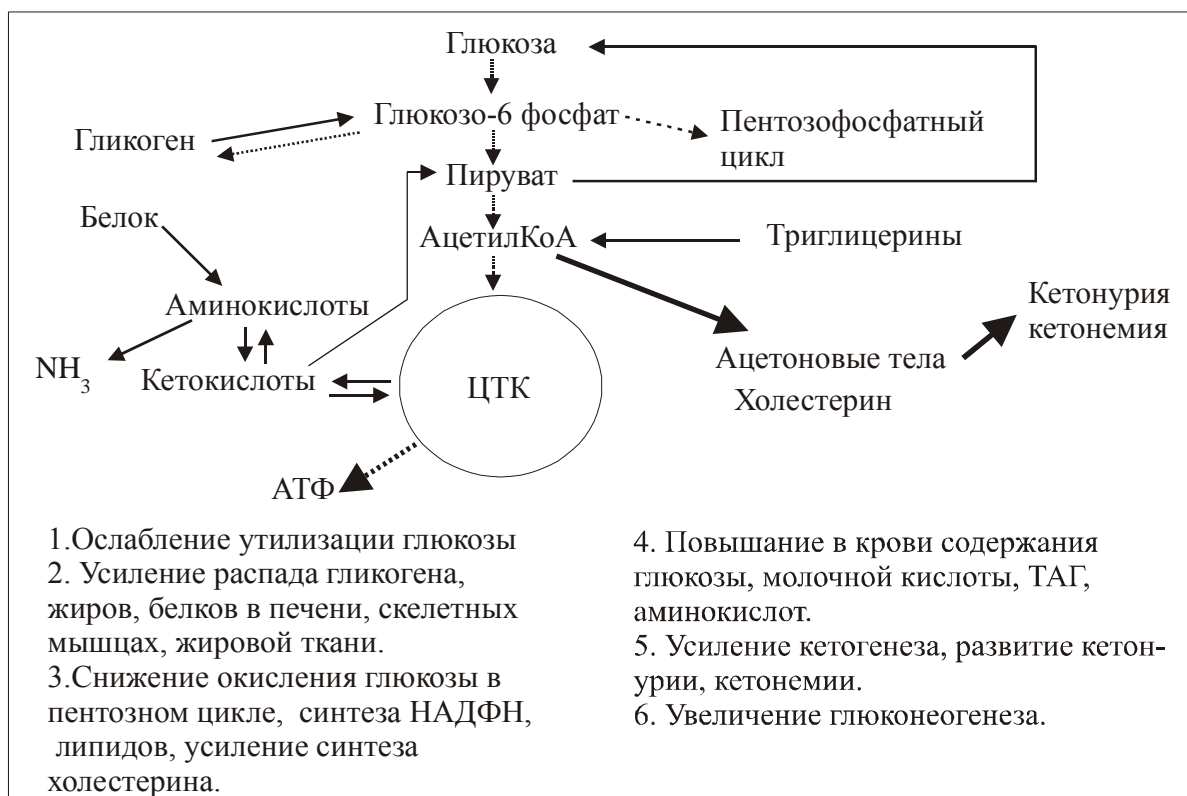 Глюкоза
Глюкозо-6 фосфат
Гликоген
Пентозофосфатный
цикл
Пируват
Белок
АцетилКоА
Триглицерины
Аминокислоты
Кетонурия
кетонемия
NH3
Кетокислоты
ЦТК
Ацетоновые тела
Холестерин
АТФ
1.Ослабление утилизации глюкозы
2. Усиление распада гликогена,
жиров, белков в печени, скелетных
мышцах, жировой ткани.
3.Снижение окисления глюкозы в
пентозном цикле, синтеза НАДФН,
липидов, усиление синтеза
холестерина.
4. Повышание в крови содержания
глюкозы, молочной кислоты, ТАГ,
аминокислот.
5. Усиление кетогенеза, развитие кетон-
урии, кетонемии.
6. Увеличение глюконеогенеза.